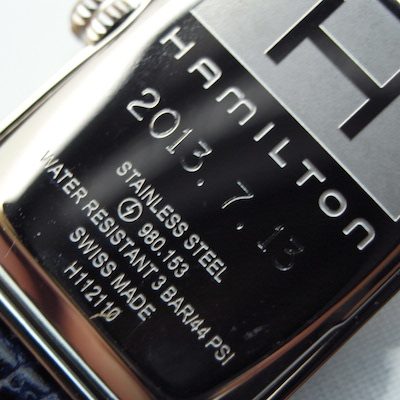 H
HAMILTON
2013.7.13
STAINLESS STEEL
980.153
WATER RESISTANT 3 BAR/44 PSI
SWISS MADE
H112110